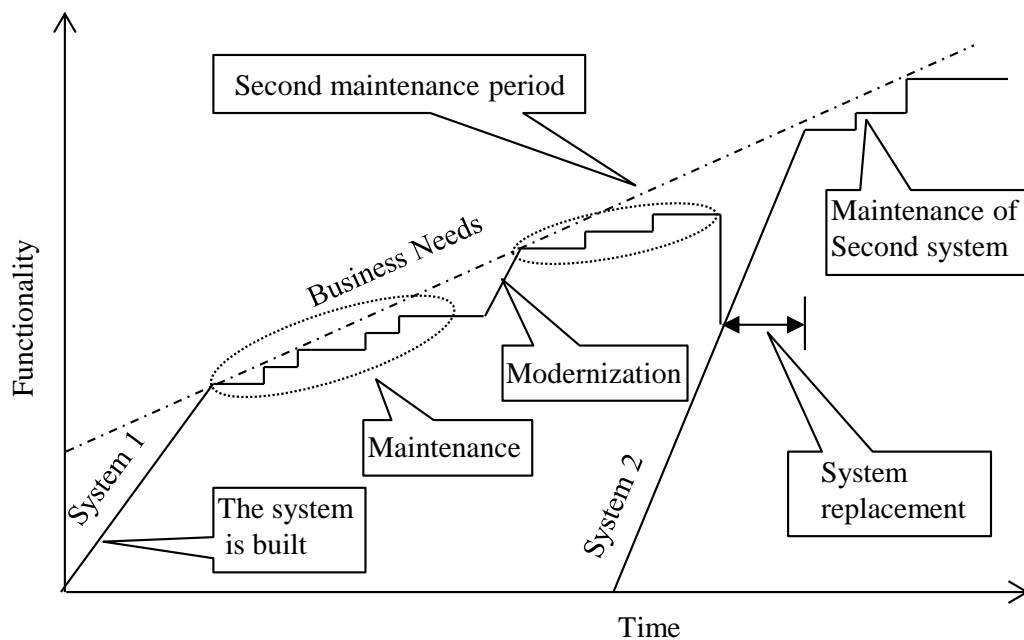 Second maintenance period
Business Needs
Maintenance of
Second system
Functionality
Modernization
Maintenance
System 1
The system
is built
System 2
System
replacement
Time